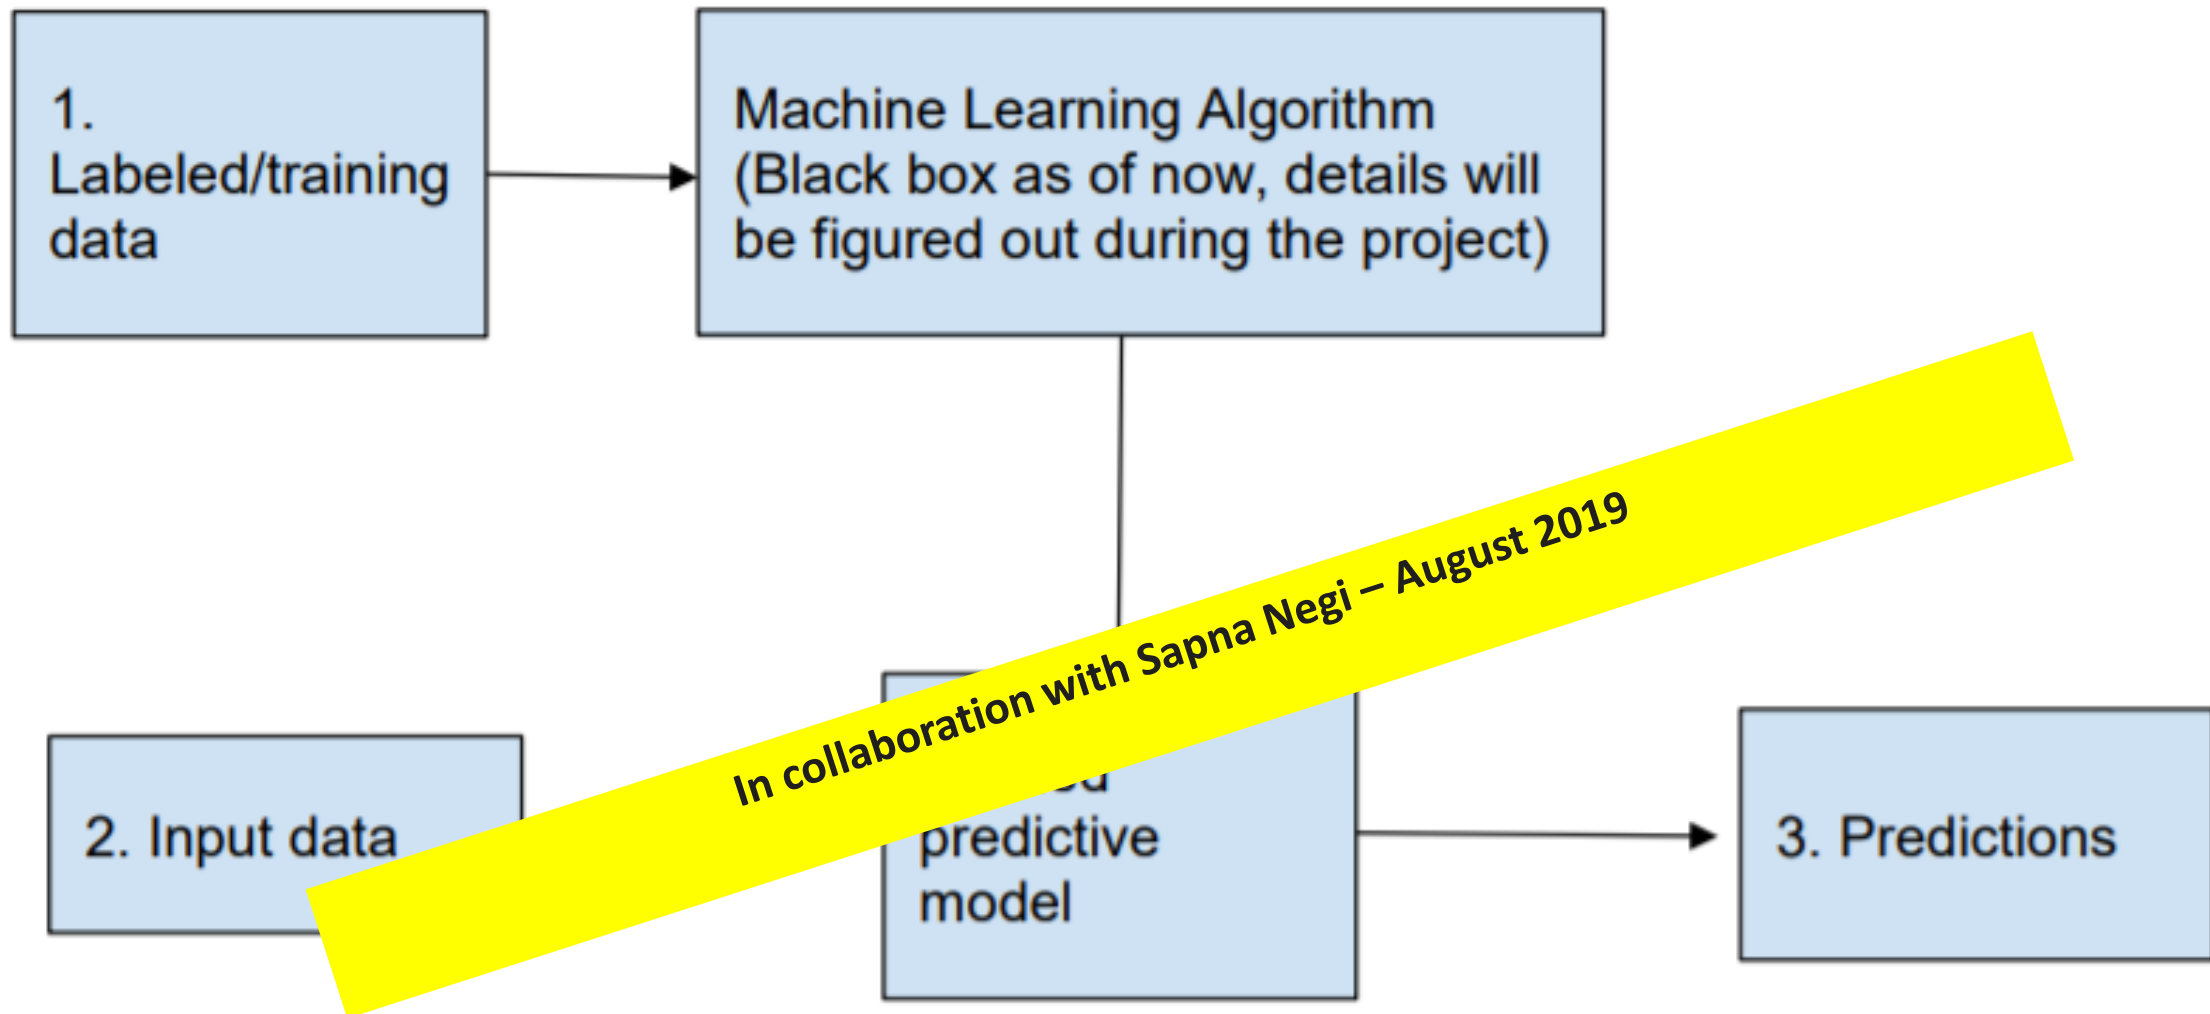 1.
Labeled/training
data
Machine Learning Algorithm
(Black box as of now, details will
be figured out during the project)
In collaboration with Sapna Negi – August 2019
2. Input data
predictive
model
3. Predictions